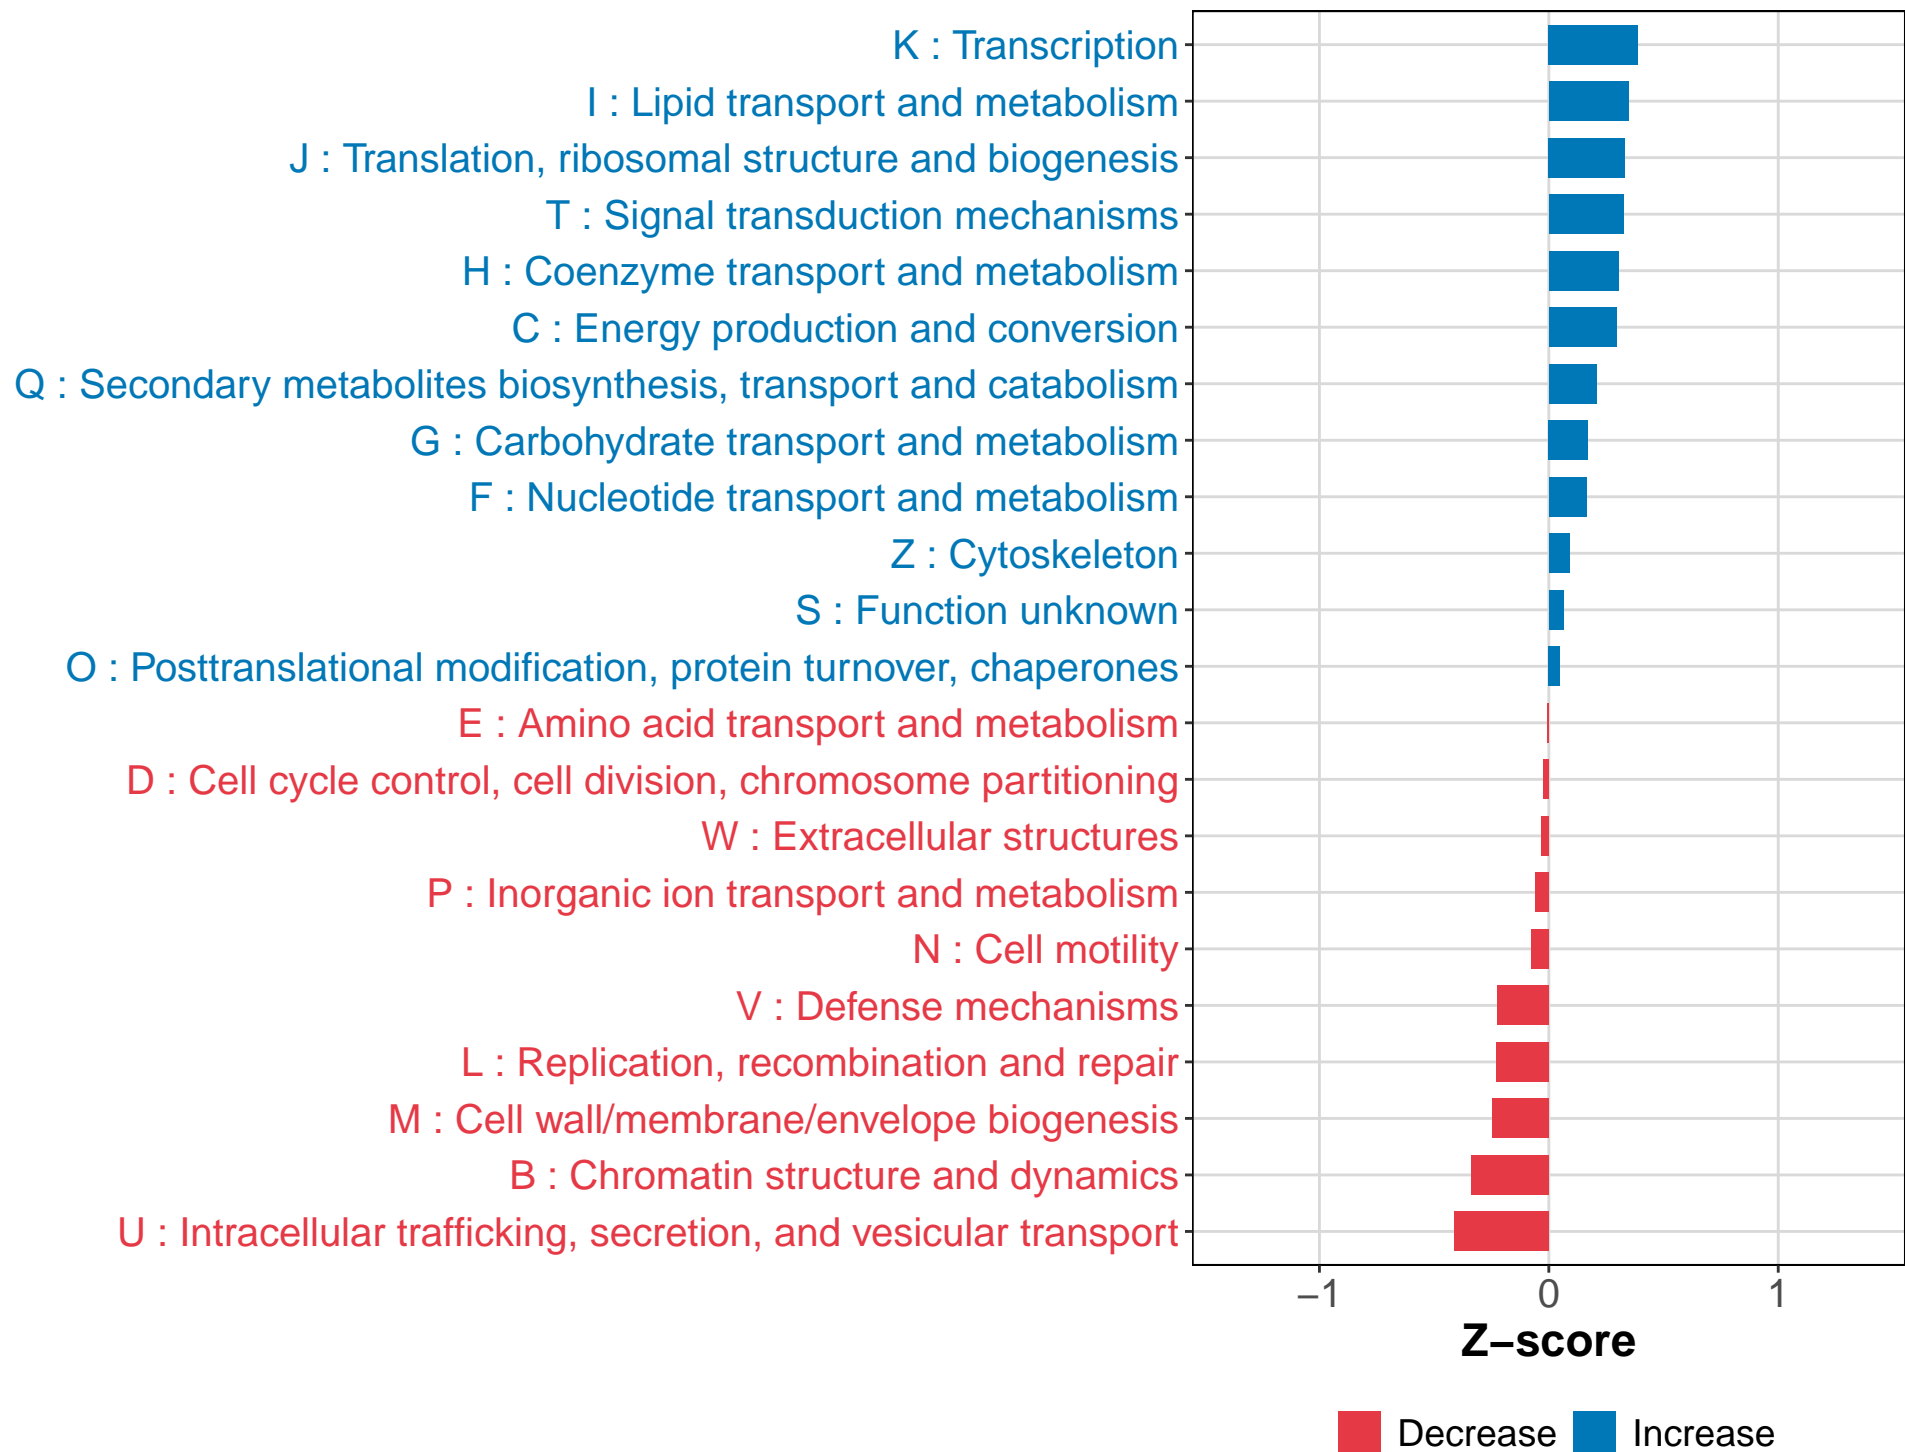 K : Transcription
I : Lipid transport and metabolism
J : Translation, ribosomal structure and biogenesis
T : Signal transduction mechanisms
H : Coenzyme transport and metabolism
C : Energy production and conversion
Q : Secondary metabolites biosynthesis, transport and catabolism
G : Carbohydrate transport and metabolism
F : Nucleotide transport and metabolism
Z : Cytoskeleton
S : Function unknown
O : Posttranslational modification, protein turnover, chaperones
E : Amino acid transport and metabolism
D : Cell cycle control, cell division, chromosome partitioning
W : Extracellular structures
P : Inorganic ion transport and metabolism
N : Cell motility
V : Defense mechanisms
L : Replication, recombination and repair
M : Cell wall/membrane/envelope biogenesis
B : Chromatin structure and dynamics
U : Intracellular trafficking, secretion, and vesicular transport
−1 0 1
Z−score
Decrease Increase